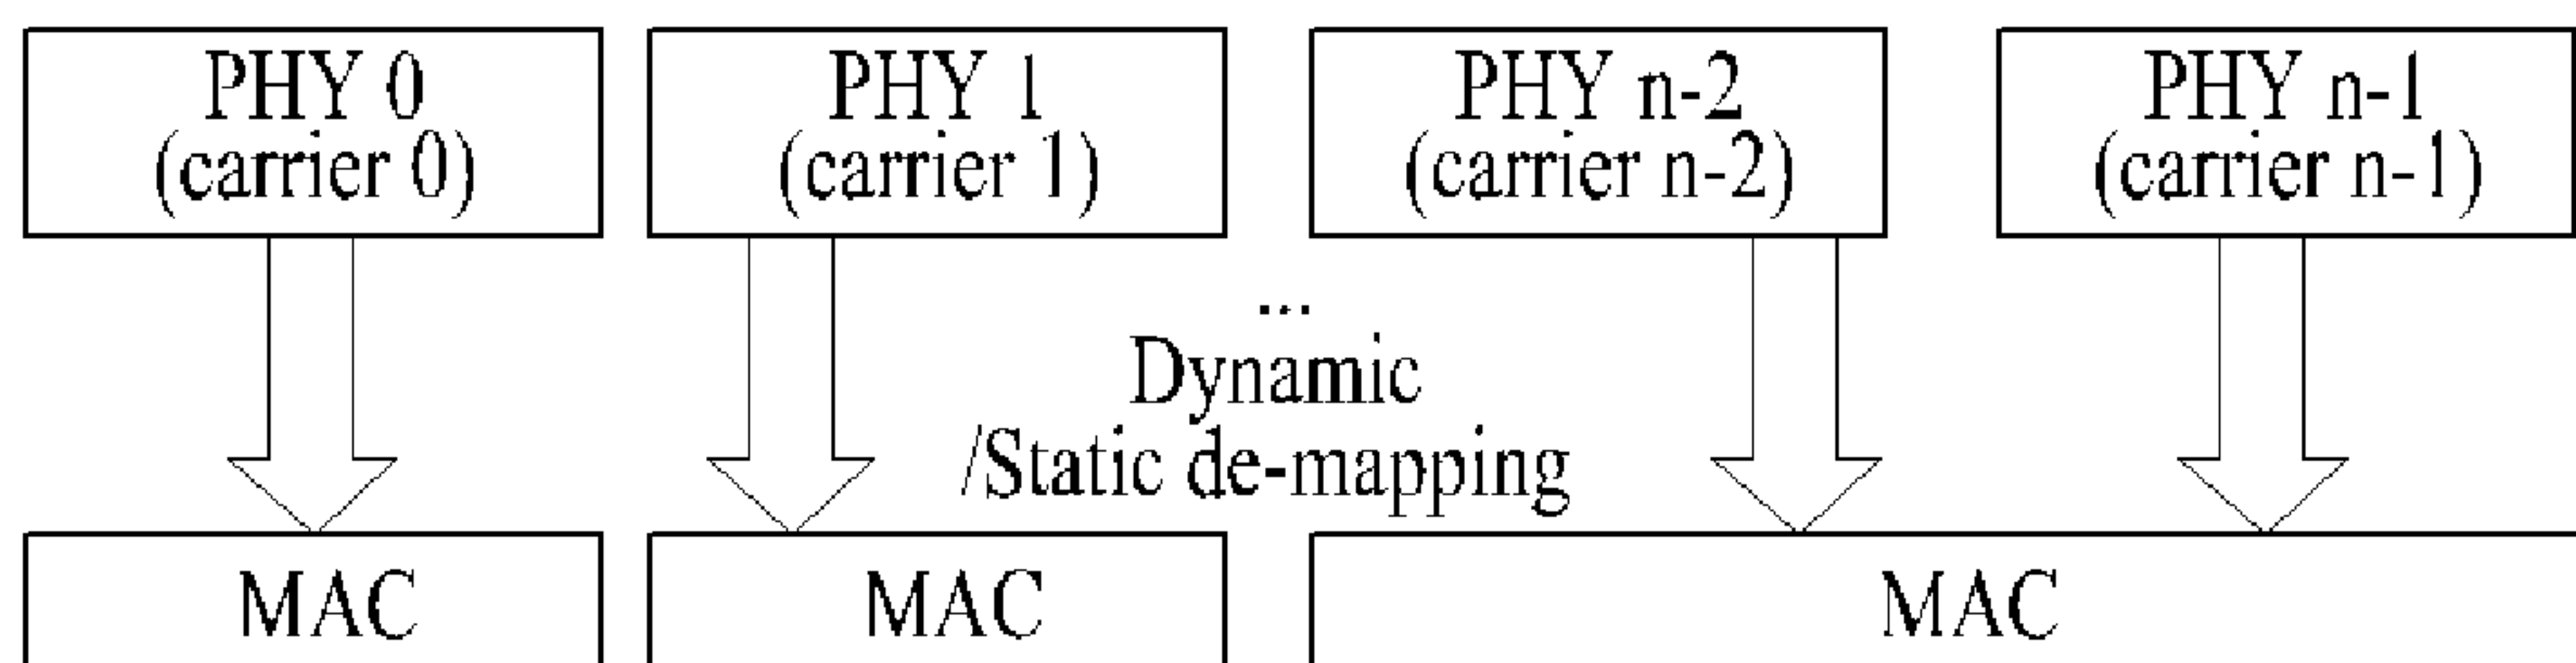 PHY 0
(carrier 0)
PHY 1
(carrier 1)
PHY n-2
(carrier n-2)
PHY n-1
(carrier n-1)
...
Dynamic
/Static de-mapping
MAC
MAC
MAC